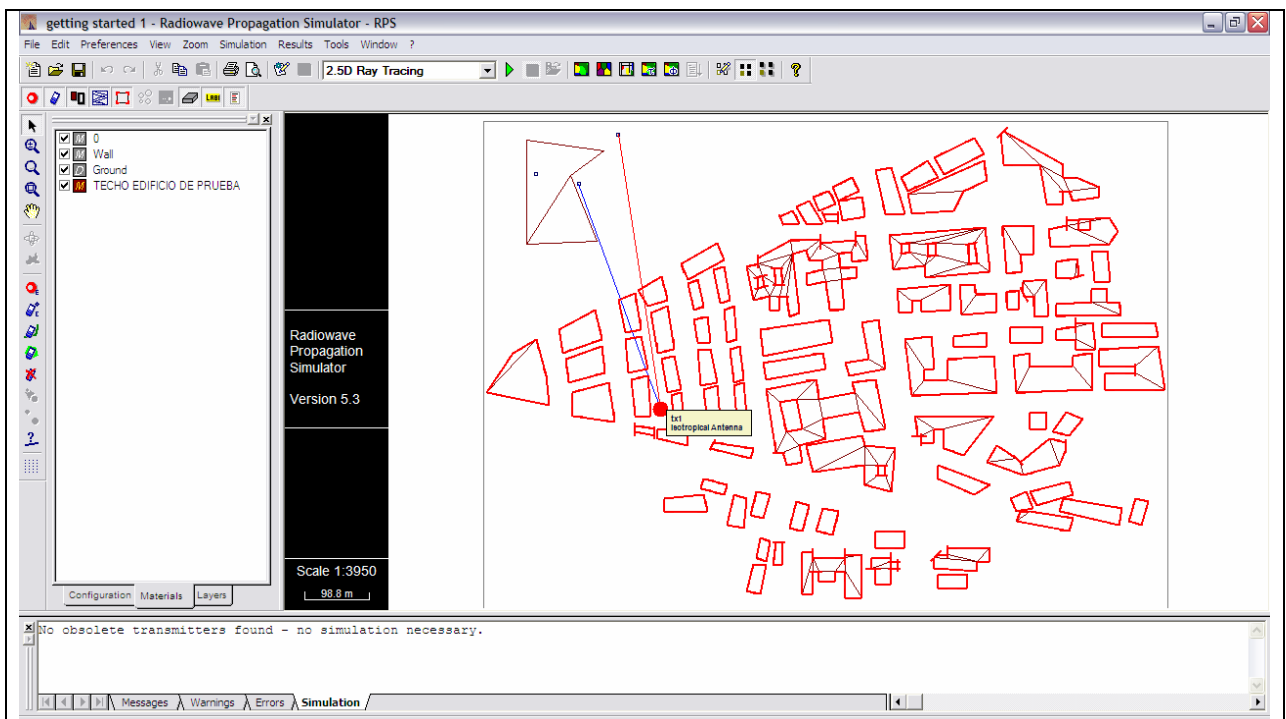 getting started 1 - Radiowave Propagation Simulator - RPS
File Edit Preferences View Zoom Simulation Results Tools Window ?
2.5D Ray Tracing
0
Wall
Ground
TECHO EDIFICIO DE PRUEBA
Configuration Materials Layers
Radiowave
Propagation
Simulator
Version 5.3
Scale 1:3950
98.8 m
tx1
Isotropical Antenna
No obsolete transmitters found - no simulation necessary.
Messages Warnings Errors Simulation